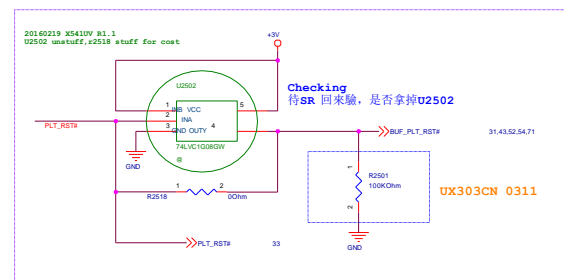 20160219 X541UV R1.1
U2502 unstuff,r2518 stuff for cost
+3V
U2502
Checking
待SR 回來驗, 是否拿掉U2502
1 INB VCC 5
2 INA
3 GND OUTY 4
PLT_RST#
74LVC1G08GW
GND
@
BUF_PLT_RST# 31,43,52,54,71
1 2
R2518 0Ohm
1
R2501
100KOhm
2
UX303CN 0311
PLT_RST# 33
GND